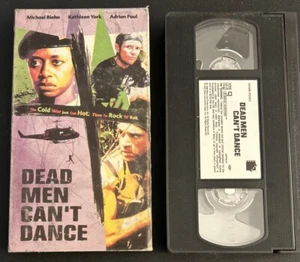 Michael Biehn Kathleen York Adrian Paul
The Cold War just Got Hot. Time To Rock 'N' Roll.
DEAD
MEN
CAN'T
DANCE
DEAD MEN
CAN'T DANCE